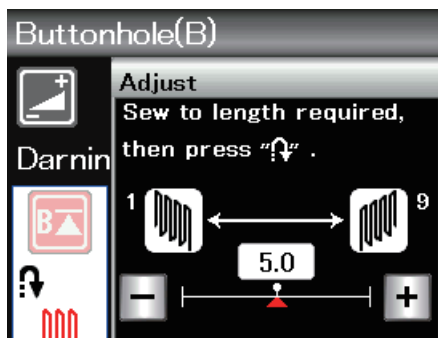 Buttonhole(B)
Adjust
Sew to length required,
then press “ ” .
Darnin
B
1
9
5.0
− +